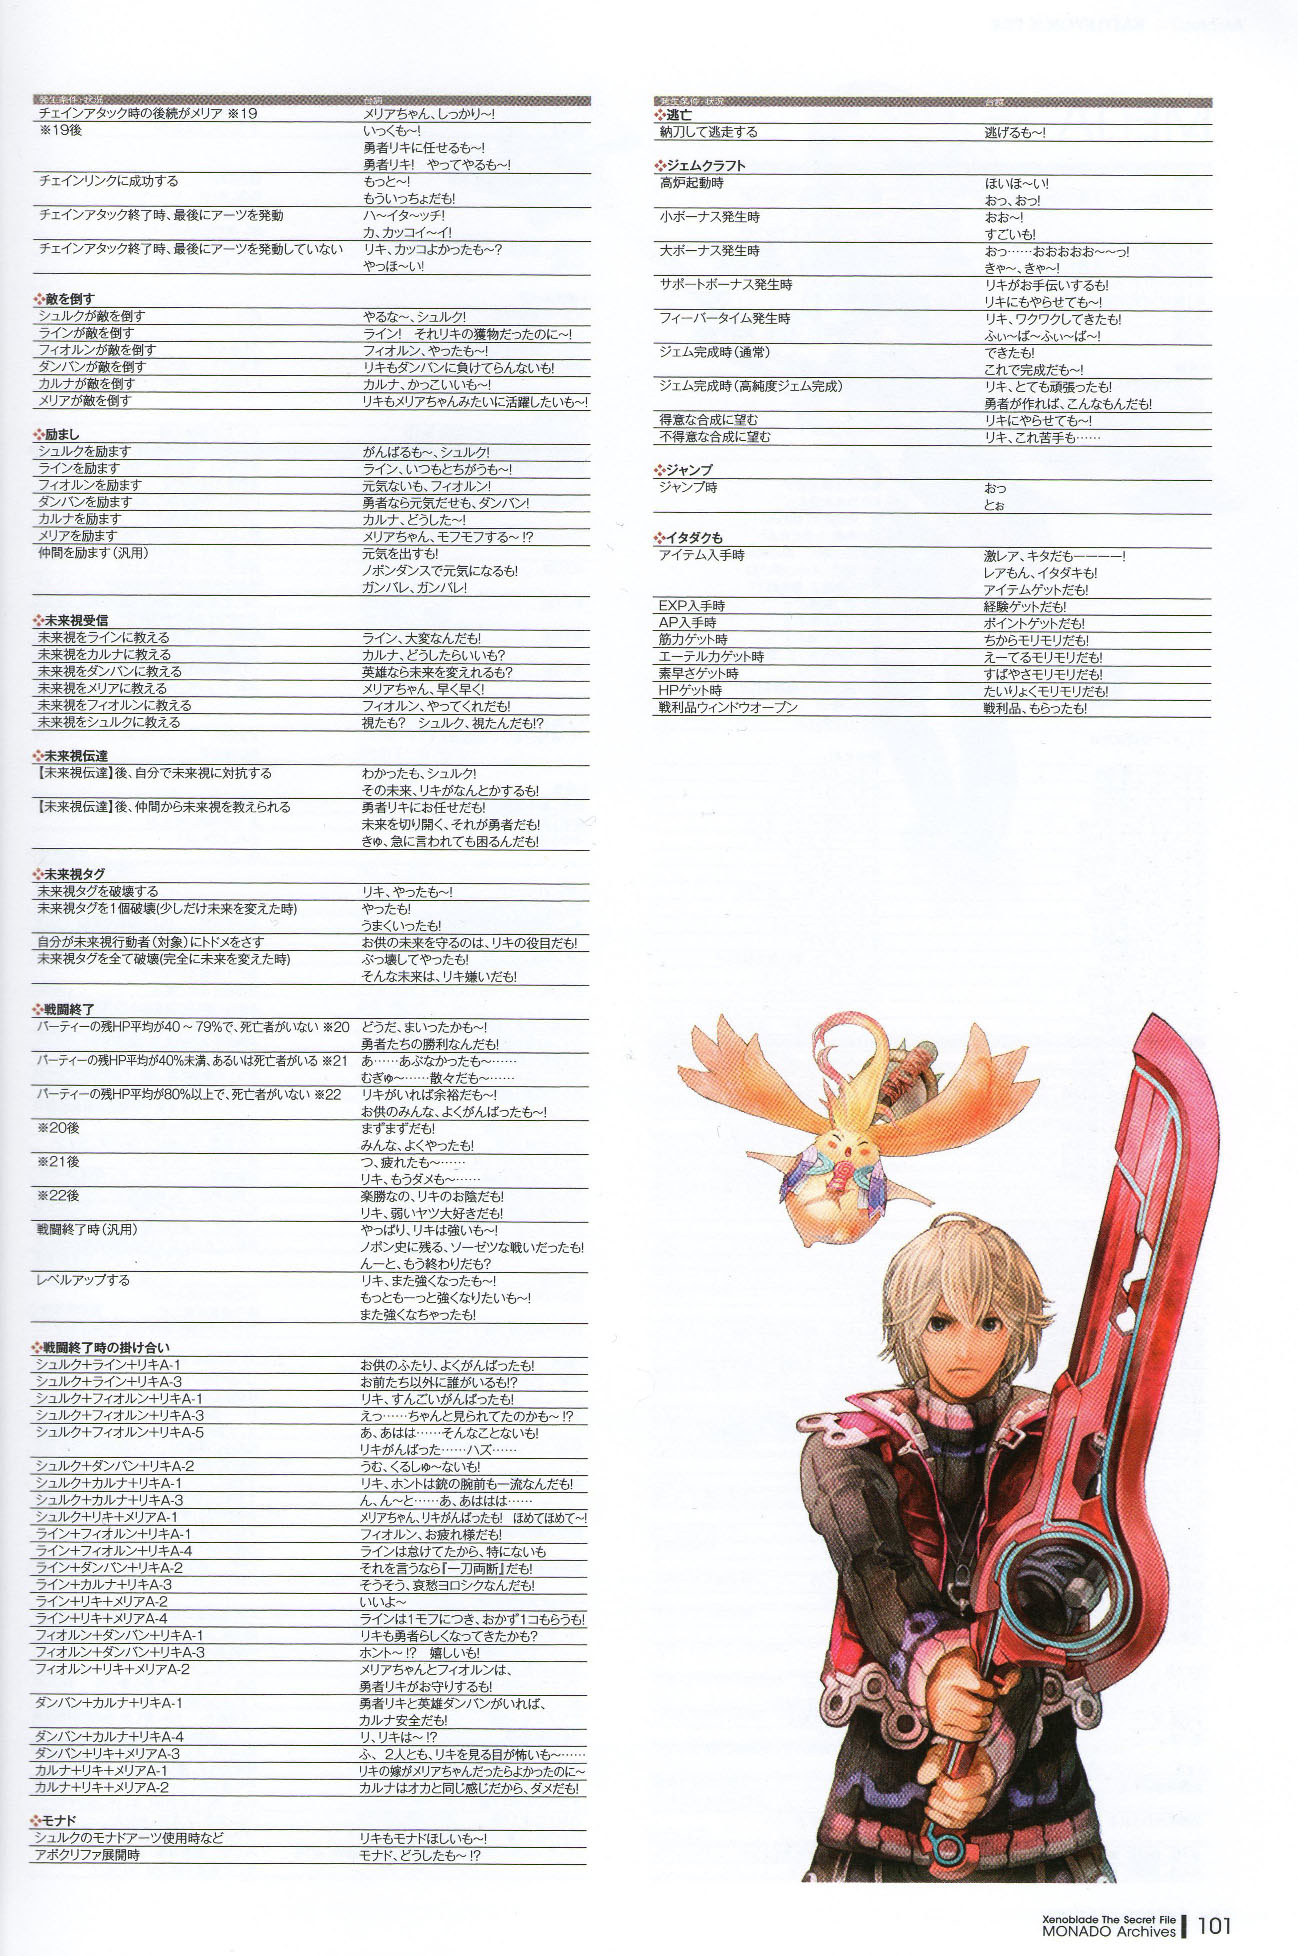 発生条件・状況 台詞
チェインアタック時の後続がメリア ※19 メリアちゃん、しっかり〜!
※19後 いっくも〜!
勇者リキに任せるも〜!
勇者リキ! やってやるも〜!
チェインリンクに成功する もっと〜!
もういっちょだも!
チェインアタック終了時、最後にアーツを発動 ハ〜イタ〜ッチ!
カ、カッコイ〜イ!
チェインアタック終了時、最後にアーツを発動していない リキ、カッコよかったも〜?
やっほ〜い!
❖敵を倒す
シュルクが敵を倒す やるな〜、シュルク!
ラインが敵を倒す ライン! それリキの獲物だったのに〜!
フィオルンが敵を倒す フィオルン、やったも〜!
ダンバンが敵を倒す リキもダンバンに負けてらんないも!
カルナが敵を倒す カルナ、かっこいいも〜!
メリアが敵を倒す リキもメリアちゃんみたいに活躍したいも〜!
❖励まし
シュルクを励ます がんばるも〜、シュルク!
ラインを励ます ライン、いつもとちがうも〜!
フィオルンを励ます 元気ないも、フィオルン!
ダンバンを励ます 勇者なら元気だせも、ダンバン!
カルナを励ます カルナ、どうした〜!
メリアを励ます メリアちゃん、モフモフする〜!?
仲間を励ます(汎用) 元気を出すも!
ノポンダンスで元気になるも!
ガンバレ、ガンバレ!
❖未来視受信
未来視をラインに教える ライン、大変なんだも!
未来視をカルナに教える カルナ、どうしたらいいも?
未来視をダンバンに教える 英雄なら未来を変えれるも?
未来視をメリアに教える メリアちゃん、早く早く!
未来視をフィオルンに教える フィオルン、やってくれだも!
未来視をシュルクに教える 視たも? シュルク、視たんだも!?
❖未来視伝達
【未来視伝達】後、自分で未来視に対抗する わかったも、シュルク!
その未来、リキがなんとかするも!
【未来視伝達】後、仲間から未来視を教えられる 勇者リキにお任せだも!
未来を切り開く、それが勇者だも!
きゅ、急に言われても困るんだも!
❖未来視タグ
未来視タグを破壊する リキ、やったも〜!
未来視タグを1個破壊(少しだけ未来を変えた時) やったも!
うまくいったも!
自分が未来視行動者(対象)にトドメをさす お供の未来を守るのは、リキの役目だも!
未来視タグを全て破壊(完全に未来を変えた時) ぶっ壊してやったも!
そんな未来は、リキ嫌いだも!
❖戦闘終了
パーティーの残HP平均が40〜79%で、死亡者がいない ※20 どうだ、まいったかも〜!
勇者たちの勝利なんだも!
パーティーの残HP平均が40%未満、あるいは死亡者がいる ※21 あ……あぶなかったも〜……
むぎゅ〜……散々だも〜……
パーティーの残HP平均が80%以上で、死亡者がいない ※22 リキがいれば余裕だも〜!
お供のみんな、よくがんばったも〜!
※20後 まずまずだも!
みんな、よくやったも!
※21後 つ、疲れたも〜……
リキ、もうダメも〜……
※22後 楽勝なの、リキのお陰だも!
リキ、弱いヤツ大好きだも!
戦闘終了時(汎用) やっぱり、リキは強いも〜!
ノポン史に残る、ソーゼツな戦いだったも!
んーと、もう終わりだも?
レベルアップする リキ、また強くなったも〜!
もっともーっと強くなりたいも〜!
また強くなちゃったも!
❖戦闘終了時の掛け合い
シュルク+ライン+リキA-1 お供のふたり、よくがんばったも!
シュルク+ライン+リキA-3 お前たち以外に誰がいるも!?
シュルク+フィオルン+リキA-1 リキ、すんごいがんばったも!
シュルク+フィオルン+リキA-3 えっ……ちゃんと見られてたのかも〜!?
シュルク+フィオルン+リキA-5 あ、あはは……そんなことないも!
リキがんばった……ハズ……
シュルク+ダンバン+リキA-2 うむ、くるしゅ〜ないも!
シュルク+カルナ+リキA-1 リキ、ホントは銃の腕前も一流なんだも!
シュルク+カルナ+リキA-3 ん、ん〜と……あ、あははは……
シュルク+リキ+メリアA-1 メリアちゃん、リキがんばったも! ほめてほめて〜!
ライン+フィオルン+リキA-1 フィオルン、お疲れ様だも!
ライン+フィオルン+リキA-4 ラインは怠けてたから、特にないも
ライン+ダンバン+リキA-2 それを言うなら『一刀両断』だも!
ライン+カルナ+リキA-3 そうそう、哀愁ヨロシクなんだも!
ライン+リキ+メリアA-2 いいよ〜
ライン+リキ+メリアA-4 ラインは1モフにつき、おかず1コもらうも!
フィオルン+ダンバン+リキA-1 リキも勇者らしくなってきたかも?
フィオルン+ダンバン+リキA-3 ホント〜!? 嬉しいも!
フィオルン+リキ+メリアA-2 メリアちゃんとフィオルンは、
勇者リキがお守りするも!
ダンバン+カルナ+リキA-1 勇者リキと英雄ダンバンがいれば、
カルナ安全だも!
ダンバン+カルナ+リキA-4 リ、リキは〜!?
ダンバン+リキ+メリアA-3 ふ、2人とも、リキを見る目が怖いも〜……
カルナ+リキ+メリアA-1 リキの嫁がメリアちゃんだったらよかったのに〜
カルナ+リキ+メリアA-2 カルナはオカと同じ感じだから、ダメだも!
❖モナド
シュルクのモナドアーツ使用時など リキもモナドほしいも〜!
アポクリファ展開時 モナド、どうしたも〜!?
発生条件・状況 台詞
❖逃亡
納刀して逃走する 逃げるも〜!
❖ジェムクラフト
高炉起動時 ほいほ〜い!
おっ、おっ!
小ボーナス発生時 おお〜!
すごいも!
大ボーナス発生時 おっ……おおおおお〜〜っ!
きゃ〜、きゃ〜!
サポートボーナス発生時 リキがお手伝いするも!
リキにもやらせても〜!
フィーバータイム発生時 リキ、ワクワクしてきたも!
ふぃ〜ば〜ふぃ〜ば〜!
ジェム完成時(通常) できたも!
これで完成だも〜!
ジェム完成時(高純度ジェム完成) リキ、とても頑張ったも!
勇者が作れば、こんなもんだも!
得意な合成に望む リキにやらせても〜!
不得意な合成に望む リキ、これ苦手も……
❖ジャンプ
ジャンプ時 おっ
とぉ
❖イタダクも
アイテム入手時 激レア、キタだもーーーー!
レアもん、イタダキも!
アイテムゲットだも!
EXP入手時 経験ゲットだも!
AP入手時 ポイントゲットだも!
筋力ゲット時 ちからモリモリだも!
エーテル力ゲット時 えーてるモリモリだも!
素早さゲット時 すばやさモリモリだも!
HPゲット時 たいりょくモリモリだも!
戦利品ウィンドウオープン 戦利品、もらったも!
Xenoblade The Secret File
MONADO Archives 101